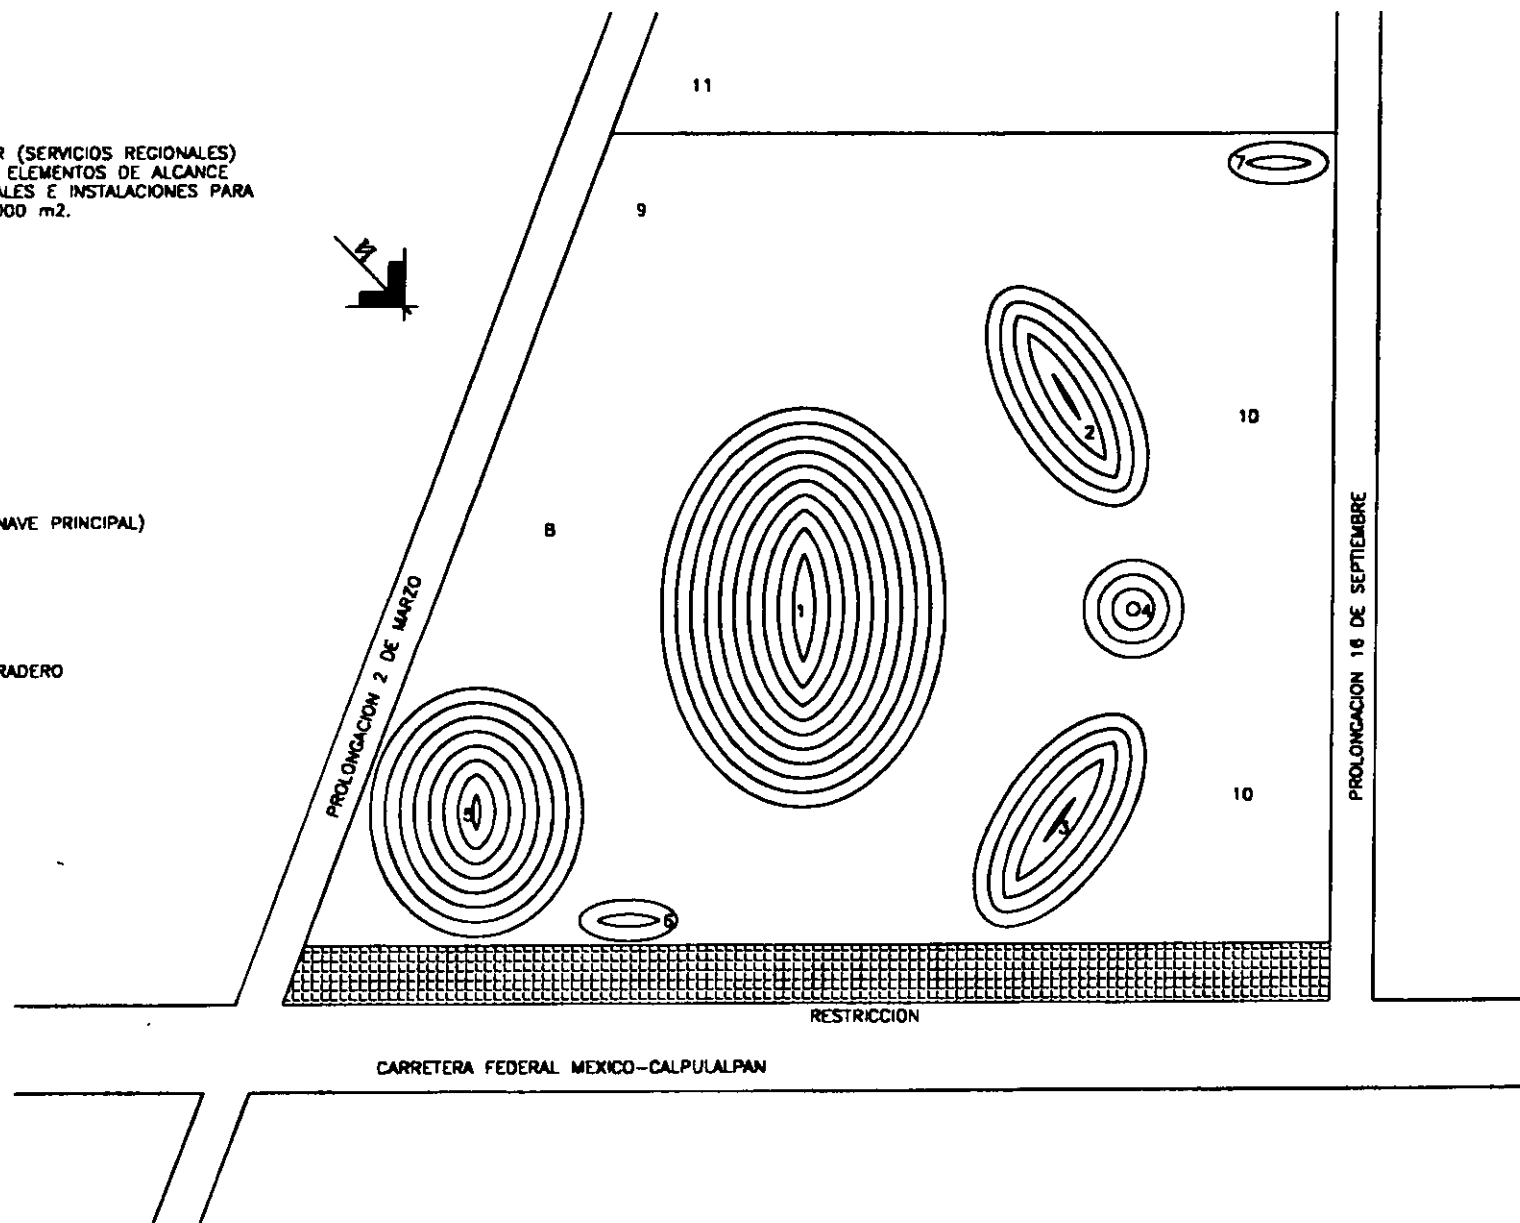 11
R (SERVICIOS REGIONALES)
ELEMENTOS DE ALCANCE
ALES E INSTALACIONES PARA
000 m2.
7
9
N
2
10
NAVE PRINCIPAL)
8
1
4
PROLONGACION 2 DE MARZO
PROLONGACION 16 DE SEPTIEMBRE
RADERO
10
3
6
RESTRICCION
CARRETERA FEDERAL MEXICO-CALPULALPAN